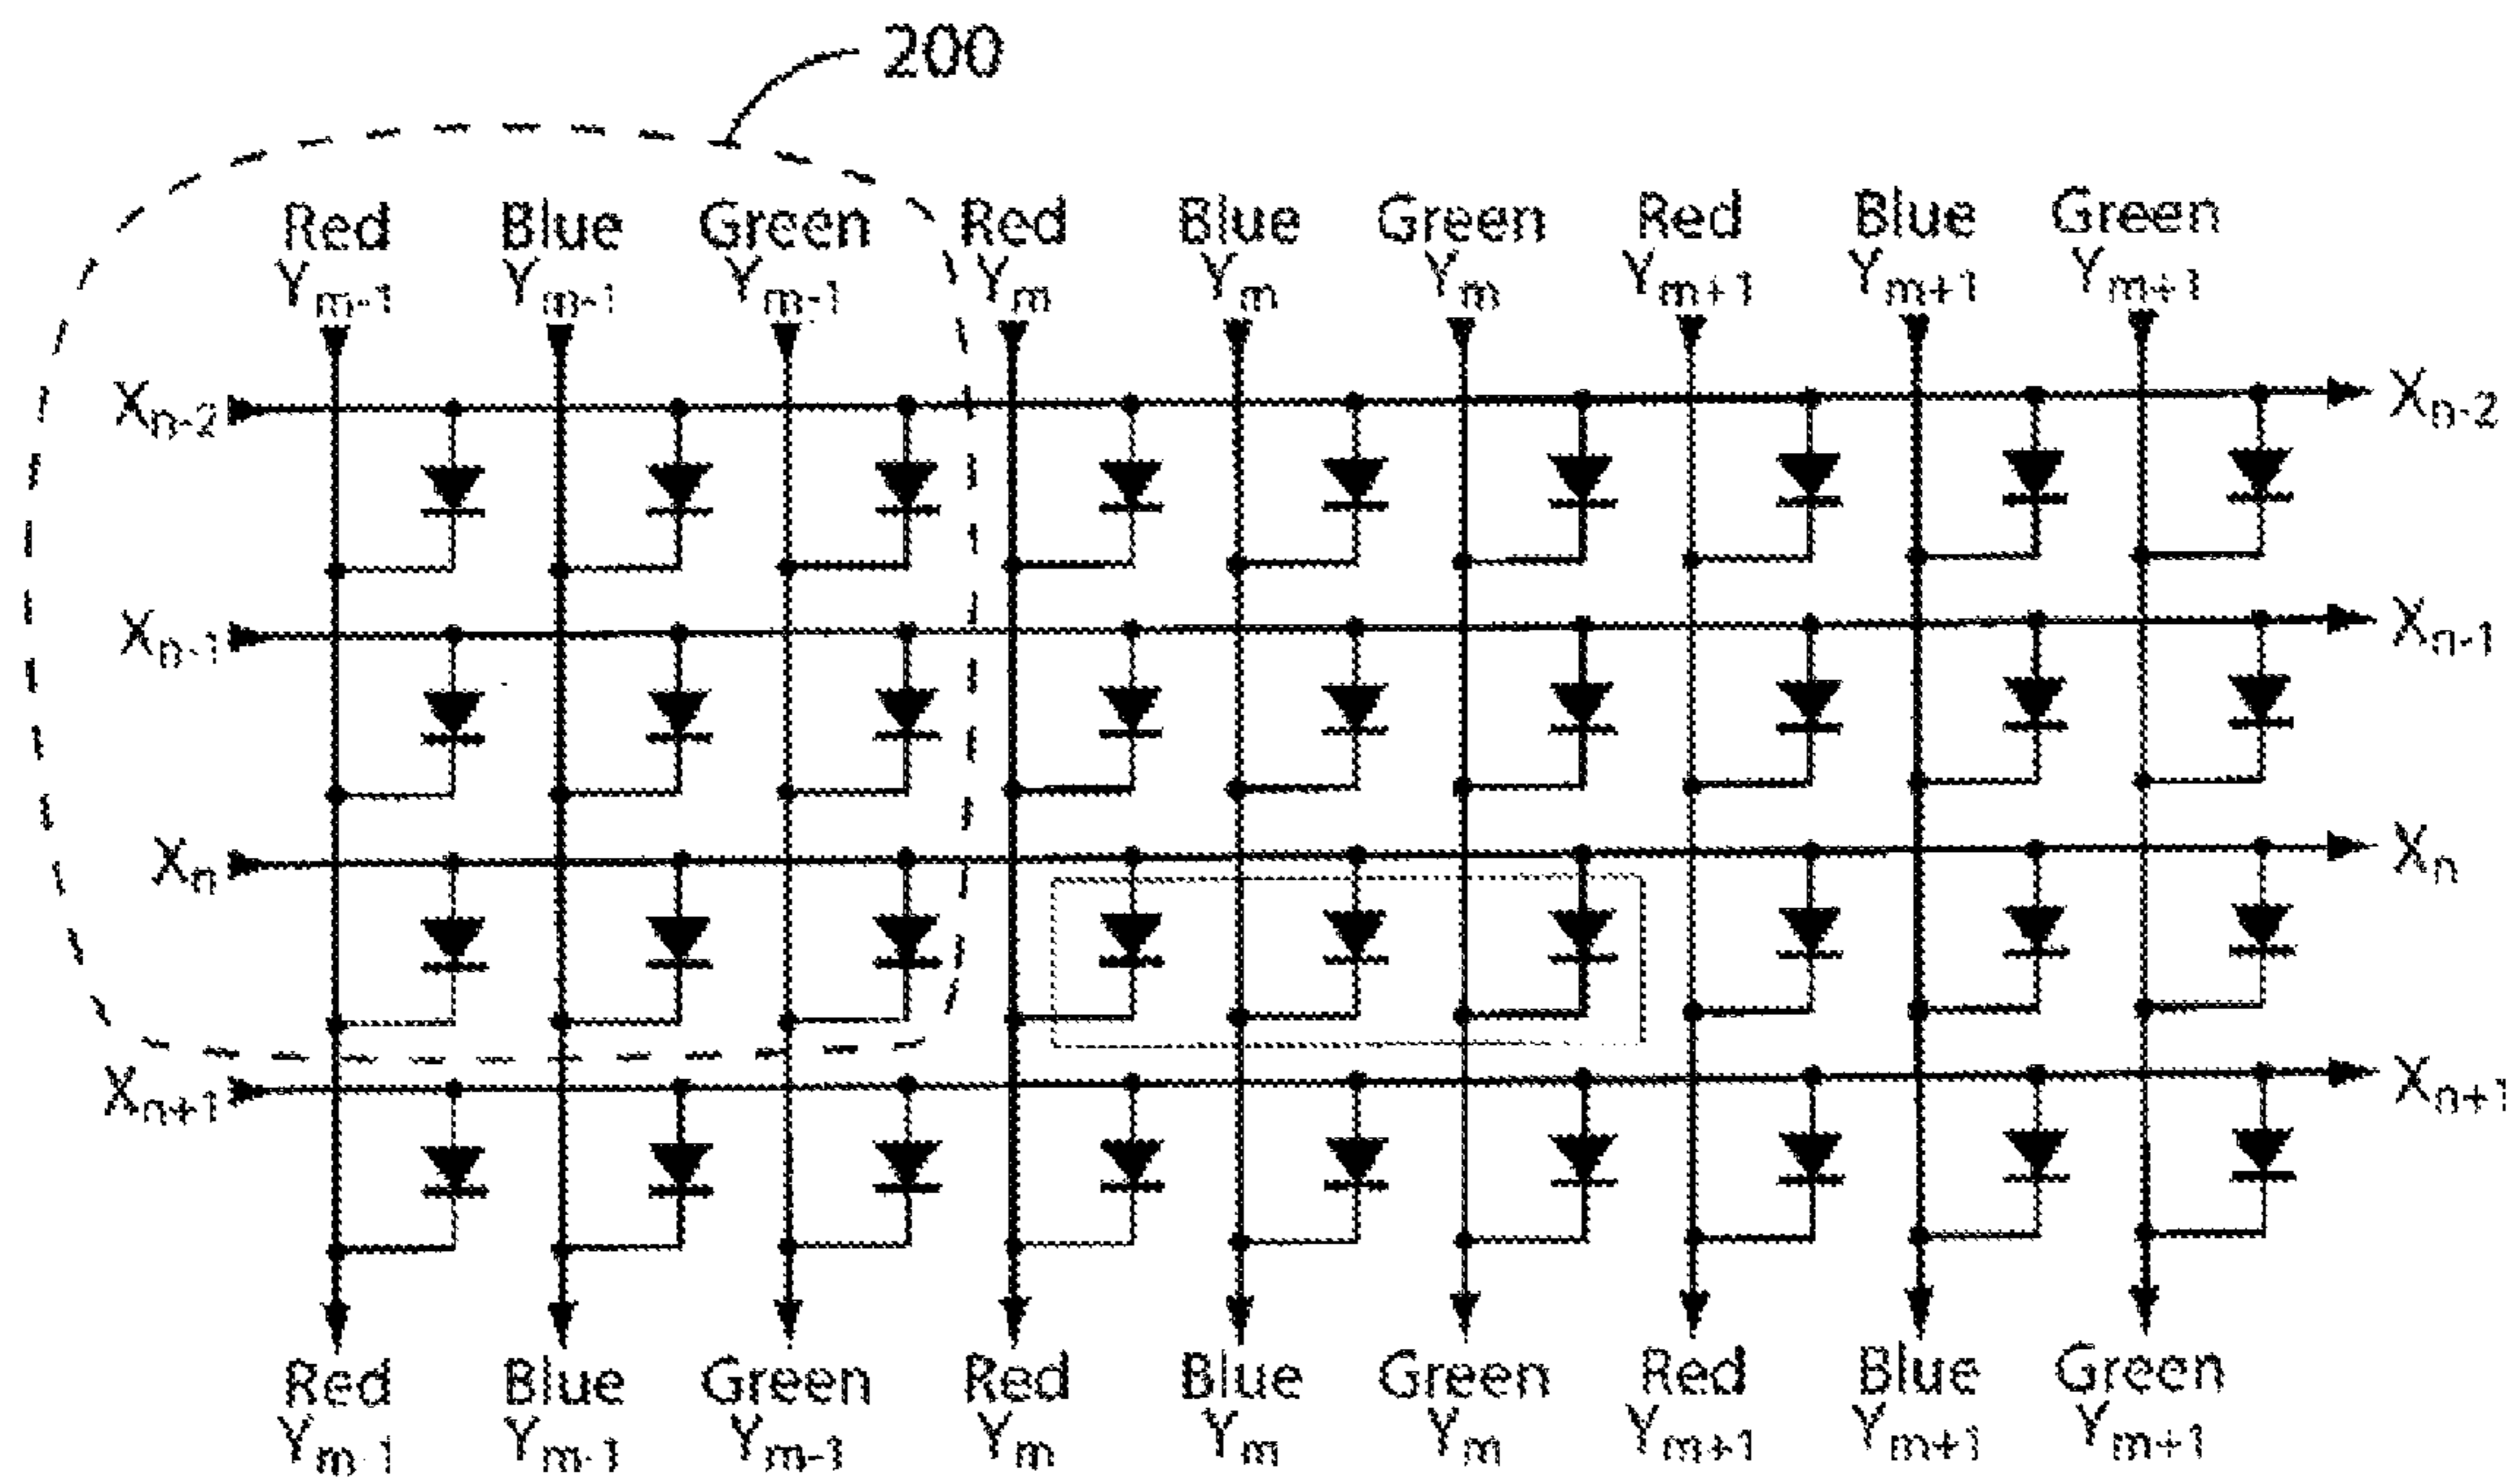 200
Red Blue Green Red Blue Green Red Blue Green
Ym-1 Ym-1 Ym-1 Ym Ym Ym Ym+1 Ym+1 Ym+1
Xn-2 Xn-2
Xn-1 Xn-1
Xn Xn
Xn+1 Xn+1
Red Blue Green Red Blue Green Red Blue Green
Ym-1 Ym-1 Ym-1 Ym Ym Ym Ym+1 Ym+1 Ym+1